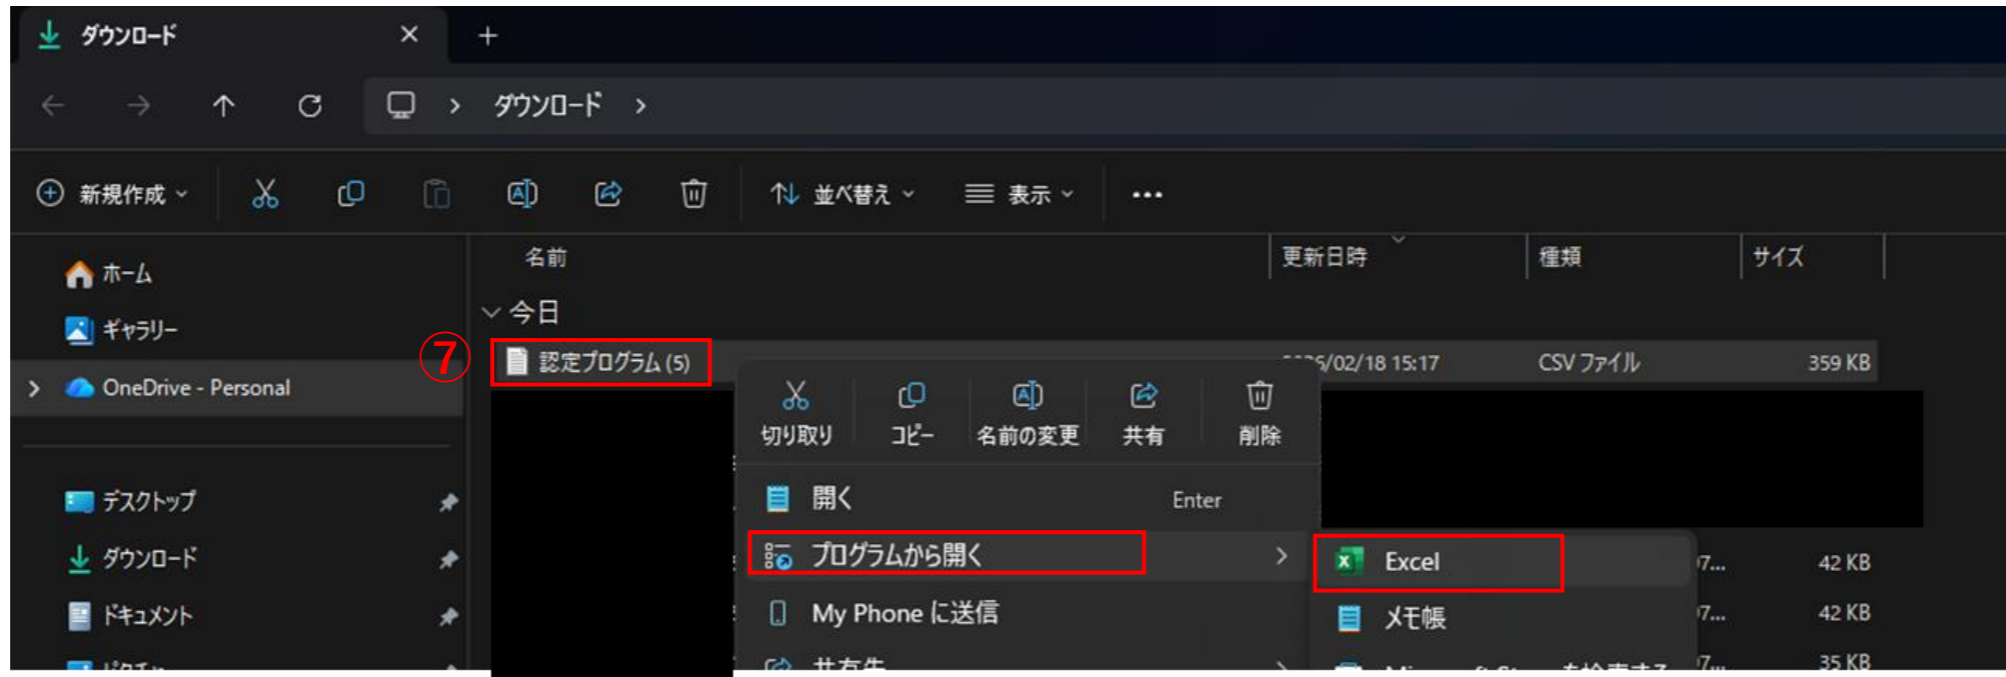 ダウンロード
ダウンロード
新規作成
並べ替え
表示
名前
更新日時
種類
サイズ
ホーム
今日
ギャラリー
⑦
認定プログラム (5)
/02/18 15:17
CSV ファイル
359 KB
OneDrive - Personal
切り取り
コピー
名前の変更
共有
削除
デスクトップ
開く
Enter
ダウンロード
プログラムから開く
Excel
42 KB
ドキュメント
My Phone に送信
メモ帳
42 KB
35 KB